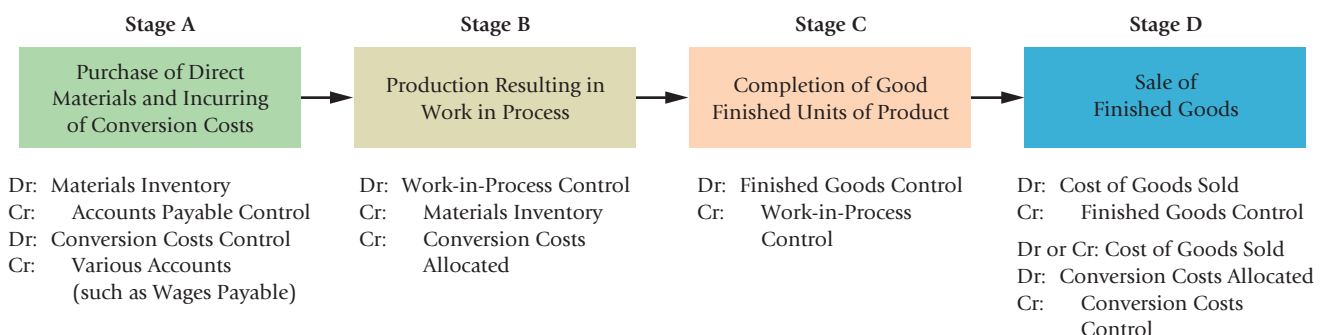 Stage A
Purchase of Direct
Materials and Incurring
of Conversion Costs
Dr: Materials Inventory
Cr: Accounts Payable Control
Dr: Conversion Costs Control
Cr: Various Accounts
(such as Wages Payable)
Stage B
Production Resulting in
Work in Process
Dr: Work-in-Process Control
Cr: Materials Inventory
Cr: Conversion Costs
Allocated
Stage C
Completion of Good
Finished Units of Product
Dr: Finished Goods Control
Cr: Work-in-Process
Control
Stage D
Sale of
Finished Goods
Dr: Cost of Goods Sold
Cr: Finished Goods Control
Dr or Cr: Cost of Goods Sold
Dr: Conversion Costs Allocated
Cr: Conversion Costs
Control